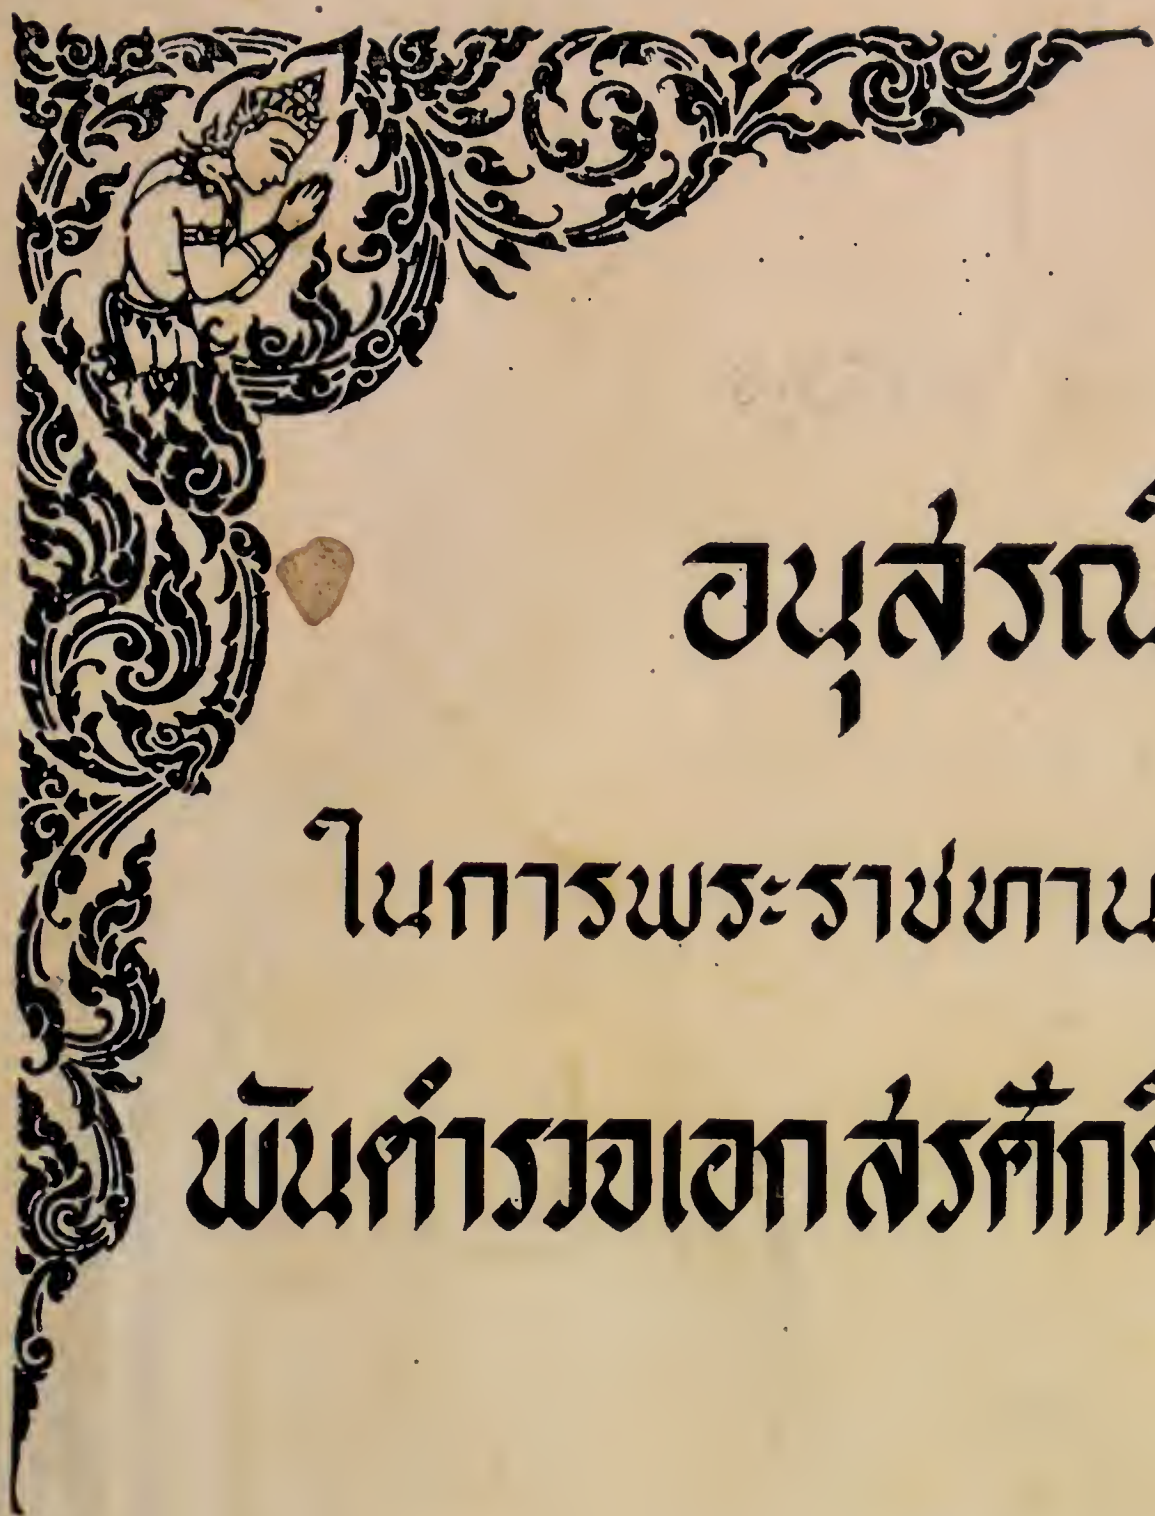 อนุสรณ์
ในการพระราชทาน
พันตำรวจเอก สรศักดิ